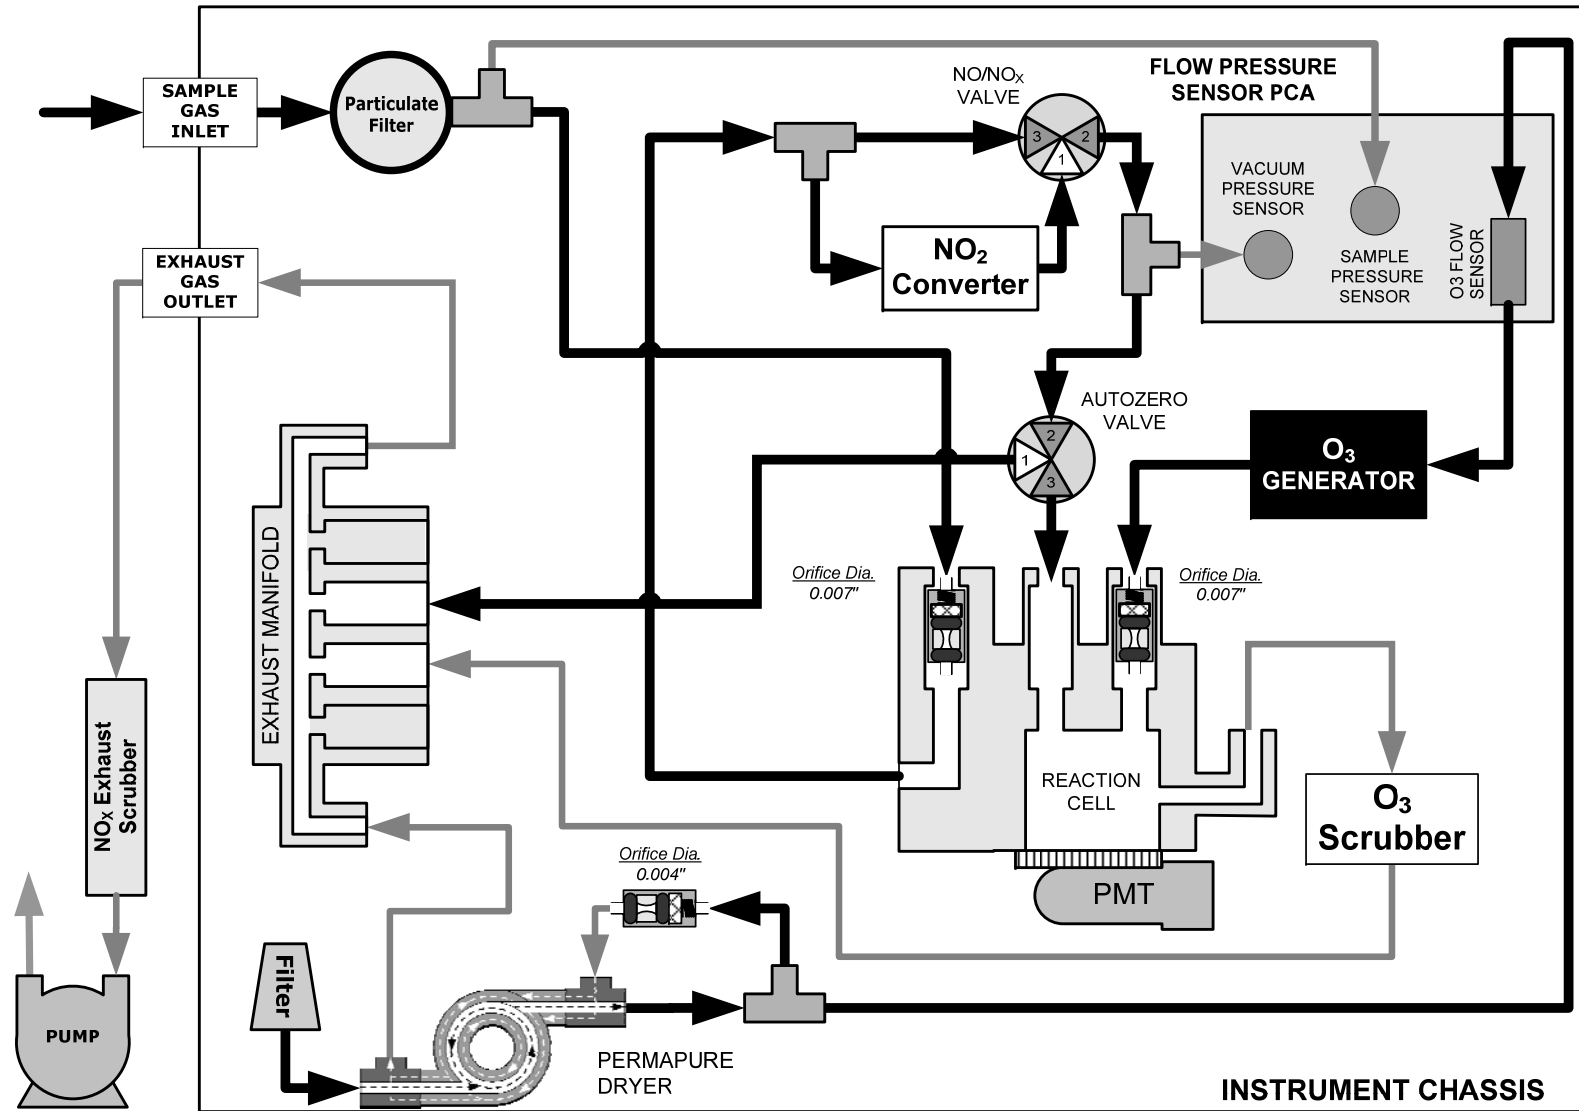 SAMPLE
GAS
INLET
Particulate
Filter
NO/NOX
VALVE
3
2
1
FLOW PRESSURE
SENSOR PCA
VACUUM
PRESSURE
SENSOR
SAMPLE
PRESSURE
SENSOR
O3 FLOW
SENSOR
EXHAUST
GAS
OUTLET
NO2
Converter
AUTOZERO
VALVE
2
1
3
O3
GENERATOR
EXHAUST MANIFOLD
Orifice Dia.
0.007"
Orifice Dia.
0.007"
NOX Exhaust
Scrubber
REACTION
CELL
O3
Scrubber
PMT
Orifice Dia.
0.004"
Filter
PUMP
PERMAPURE
DRYER
INSTRUMENT CHASSIS